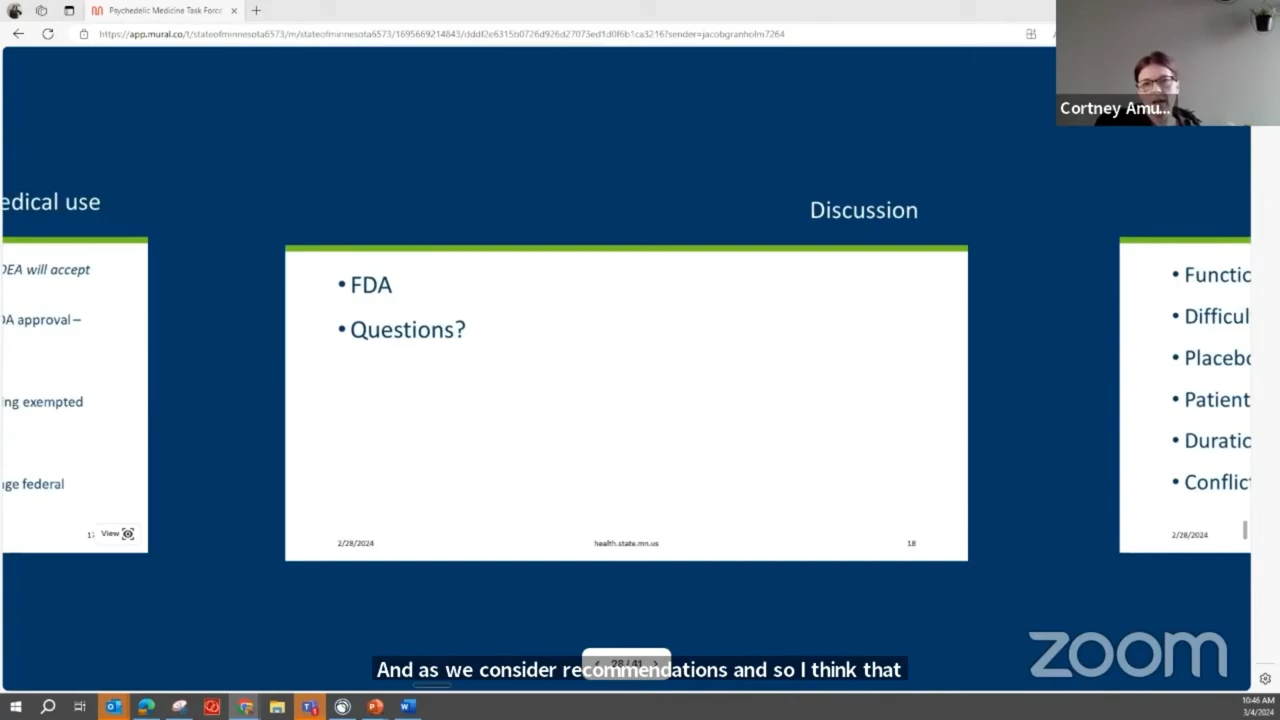 Psychedelic Medicine Task Force
https://app.mural.co/t/stateofminnesota6573/m/stateofminnesota6573/1695669214843/dddf2e6315b0726d926d27073ed1d0f6b1ca3216?sender=jacobgranholm7264
Cortney Amu...
edical use
DEA will accept
DA approval –
ing exempted
ge federal
View
Discussion
• FDA
• Questions?
2/28/2024
health.state.mn.us
18
• Functic
• Difficul
• Placebo
• Patient
• Duratic
• Conflict
2/28/2024
28/41
And as we consider recommendations and so I think that
zoom
10:46 AM
3/4/2024